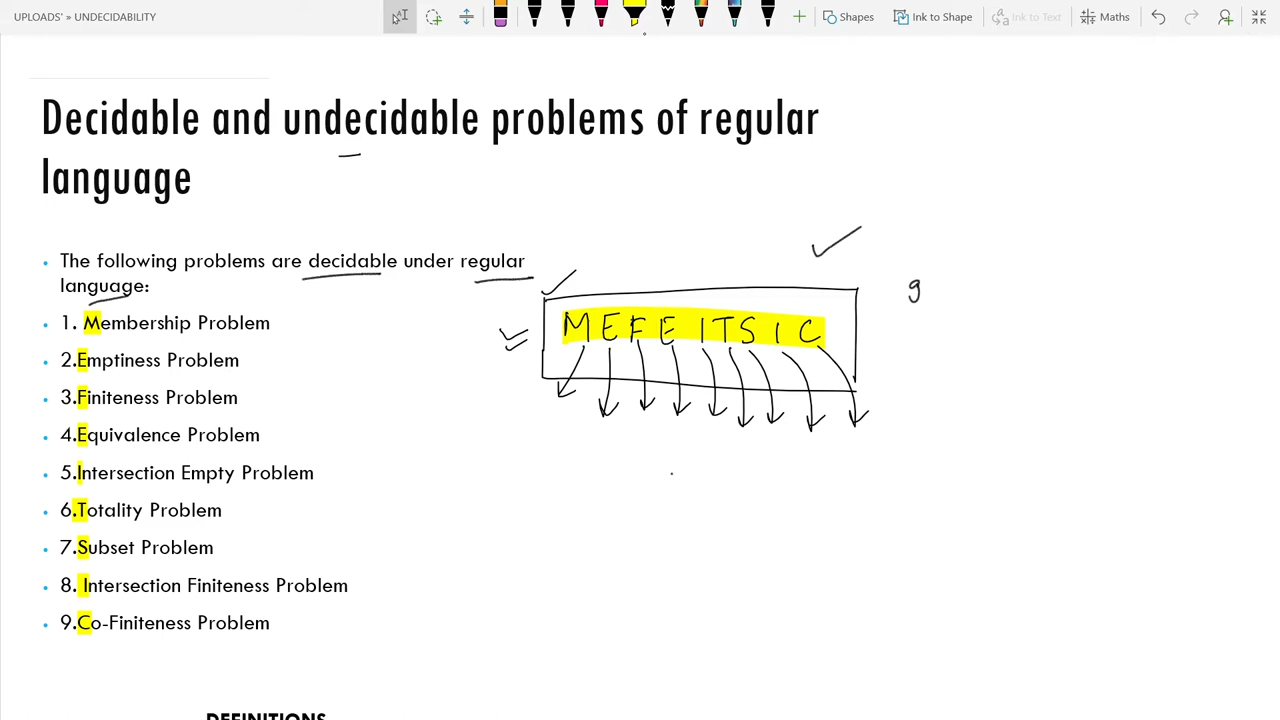 UPLOADS' » UNDECIDABILITY
Shapes
Ink to Shape
Ink to Text
Maths
Decidable and undecidable problems of regular
language
• The following problems are decidable under regular
language:
• 1. Membership Problem
• 2.Emptiness Problem
• 3.Finiteness Problem
• 4.Equivalence Problem
• 5.Intersection Empty Problem
• 6.Totality Problem
• 7.Subset Problem
• 8. Intersection Finiteness Problem
• 9.Co-Finiteness Problem
M E F E I T S I C
9
DEFINITIONS